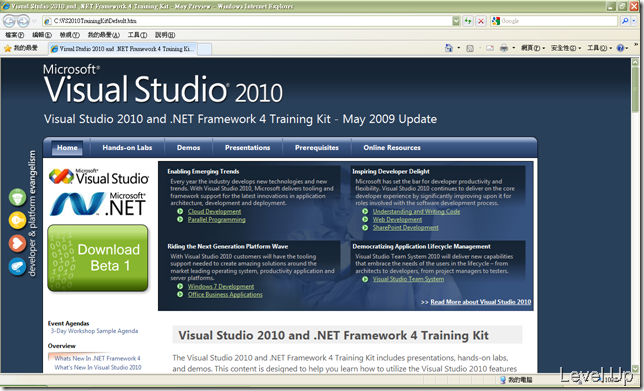 Visual Studio 2010 and .NET Framework 4 Training Kit - May Preview - Windows Internet Explorer
C:\VS2010TrainingKit\Default.htm
Google
檔案(F) 編輯(E) 檢視(V) 我的最愛(A) 工具(T) 說明(H)
我的最愛
Visual Studio 2010 and .NET Framework 4 Training Ki...
網頁(P) 安全性(S) 工具(O)
Microsoft®
Visual Studio® 2010
Visual Studio 2010 and .NET Framework 4 Training Kit - May 2009 Update
Home Hands-on Labs Demos Presentations Prerequisites Online Resources
developer & platform evangelism
Microsoft®
Visual Studio®
Microsoft®
.NET
Download
Beta 1
Enabling Emerging Trends
Every year the industry develops new technologies and new
trends. With Visual Studio 2010, Microsoft delivers tooling and
framework support for the latest innovations in application
architecture, development and deployment.
Cloud Development
Parallel Programming
Inspiring Developer Delight
Microsoft has set the bar for developer productivity and
flexibility. Visual Studio 2010 continues to deliver on the core
developer experience by significantly improving upon it for
roles involved with the software development process.
Understanding and Writing Code
Web Development
SharePoint Development
Riding the Next Generation Platform Wave
With Visual Studio 2010 customers will have the tooling
support needed to create amazing solutions around the
market leading operating system, productivity application and
server platforms.
Windows 7 Development
Office Business Applications
Democratizing Application Lifecycle Management
Visual Studio Team System 2010 will deliver new capabilities
that embrace the needs of the users in the lifecycle – from
architects to developers, from project managers to testers.
Visual Studio Team System
>> Read More about Visual Studio 2010
Event Agendas
3-Day Workshop Sample Agenda
Overview
Whats New In .NET Framework 4
What's New In Visual Studio 2010
Visual Studio 2010 and .NET Framework 4 Training Kit
The Visual Studio 2010 and .NET Framework 4 Training Kit includes presentations, hands-on labs,
and demos. This content is designed to help you learn how to utilize the Visual Studio 2010 features
我的電腦
Level Up